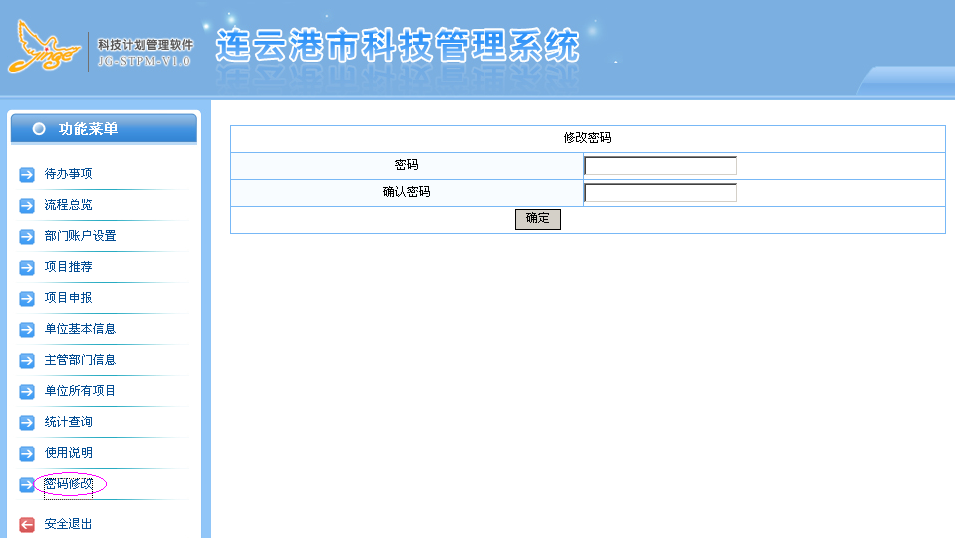 Jinge
科技计划管理软件
JG-STPM-V1.0
连云港市科技管理系统
功能菜单
待办事项
流程总览
部门账户设置
项目推荐
项目申报
单位基本信息
主管部门信息
单位所有项目
统计查询
使用说明
密码修改
安全退出
修改密码
密码
确认密码
确定